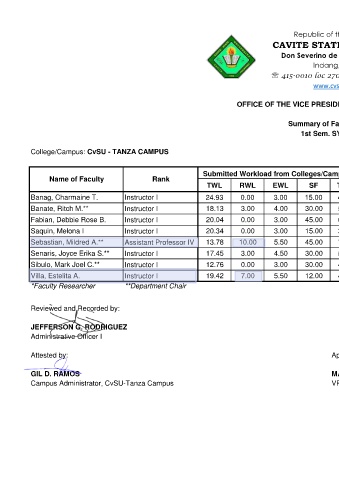 Republic of th
CAVITE STATI
Don Severino de
Indang,
☏ 415-0010 loc 270
www.cvs
OFFICE OF THE VICE PRESID
Summary of Fa
1st Sem. SY
College/Campus: CvSU - TANZA CAMPUS
Name of Faculty Rank Submitted Workload from Colleges/Camp
TWL RWL EWL SF T
Banag, Charmaine T. Instructor I 24.93 0.00 3.00 15.00
Banate, Ritch M.** Instructor I 18.13 3.00 4.00 30.00
Fabian, Debbie Rose B. Instructor I 20.04 0.00 3.00 45.00
Saquin, Melona I Instructor I 20.34 0.00 3.00 15.00
Sebastian, Mildred A.** Assistant Professor IV 13.78 10.00 5.50 45.00
Senaris, Joyce Erika S.** Instructor I 17.45 3.00 4.50 30.00
Sibulo, Mark Joel C.** Instructor I 12.76 0.00 3.00 30.00
Villa, Estelita A. Instructor I 19.42 7.00 5.50 12.00
*Faculty Researcher **Department Chair
Reviewed and Recorded by:
JEFFERSON G. RODRIGUEZ
Administrative Officer I
Attested by: Ap
GIL D. RAMOS MA
Campus Administrator, CvSU-Tanza Campus VP